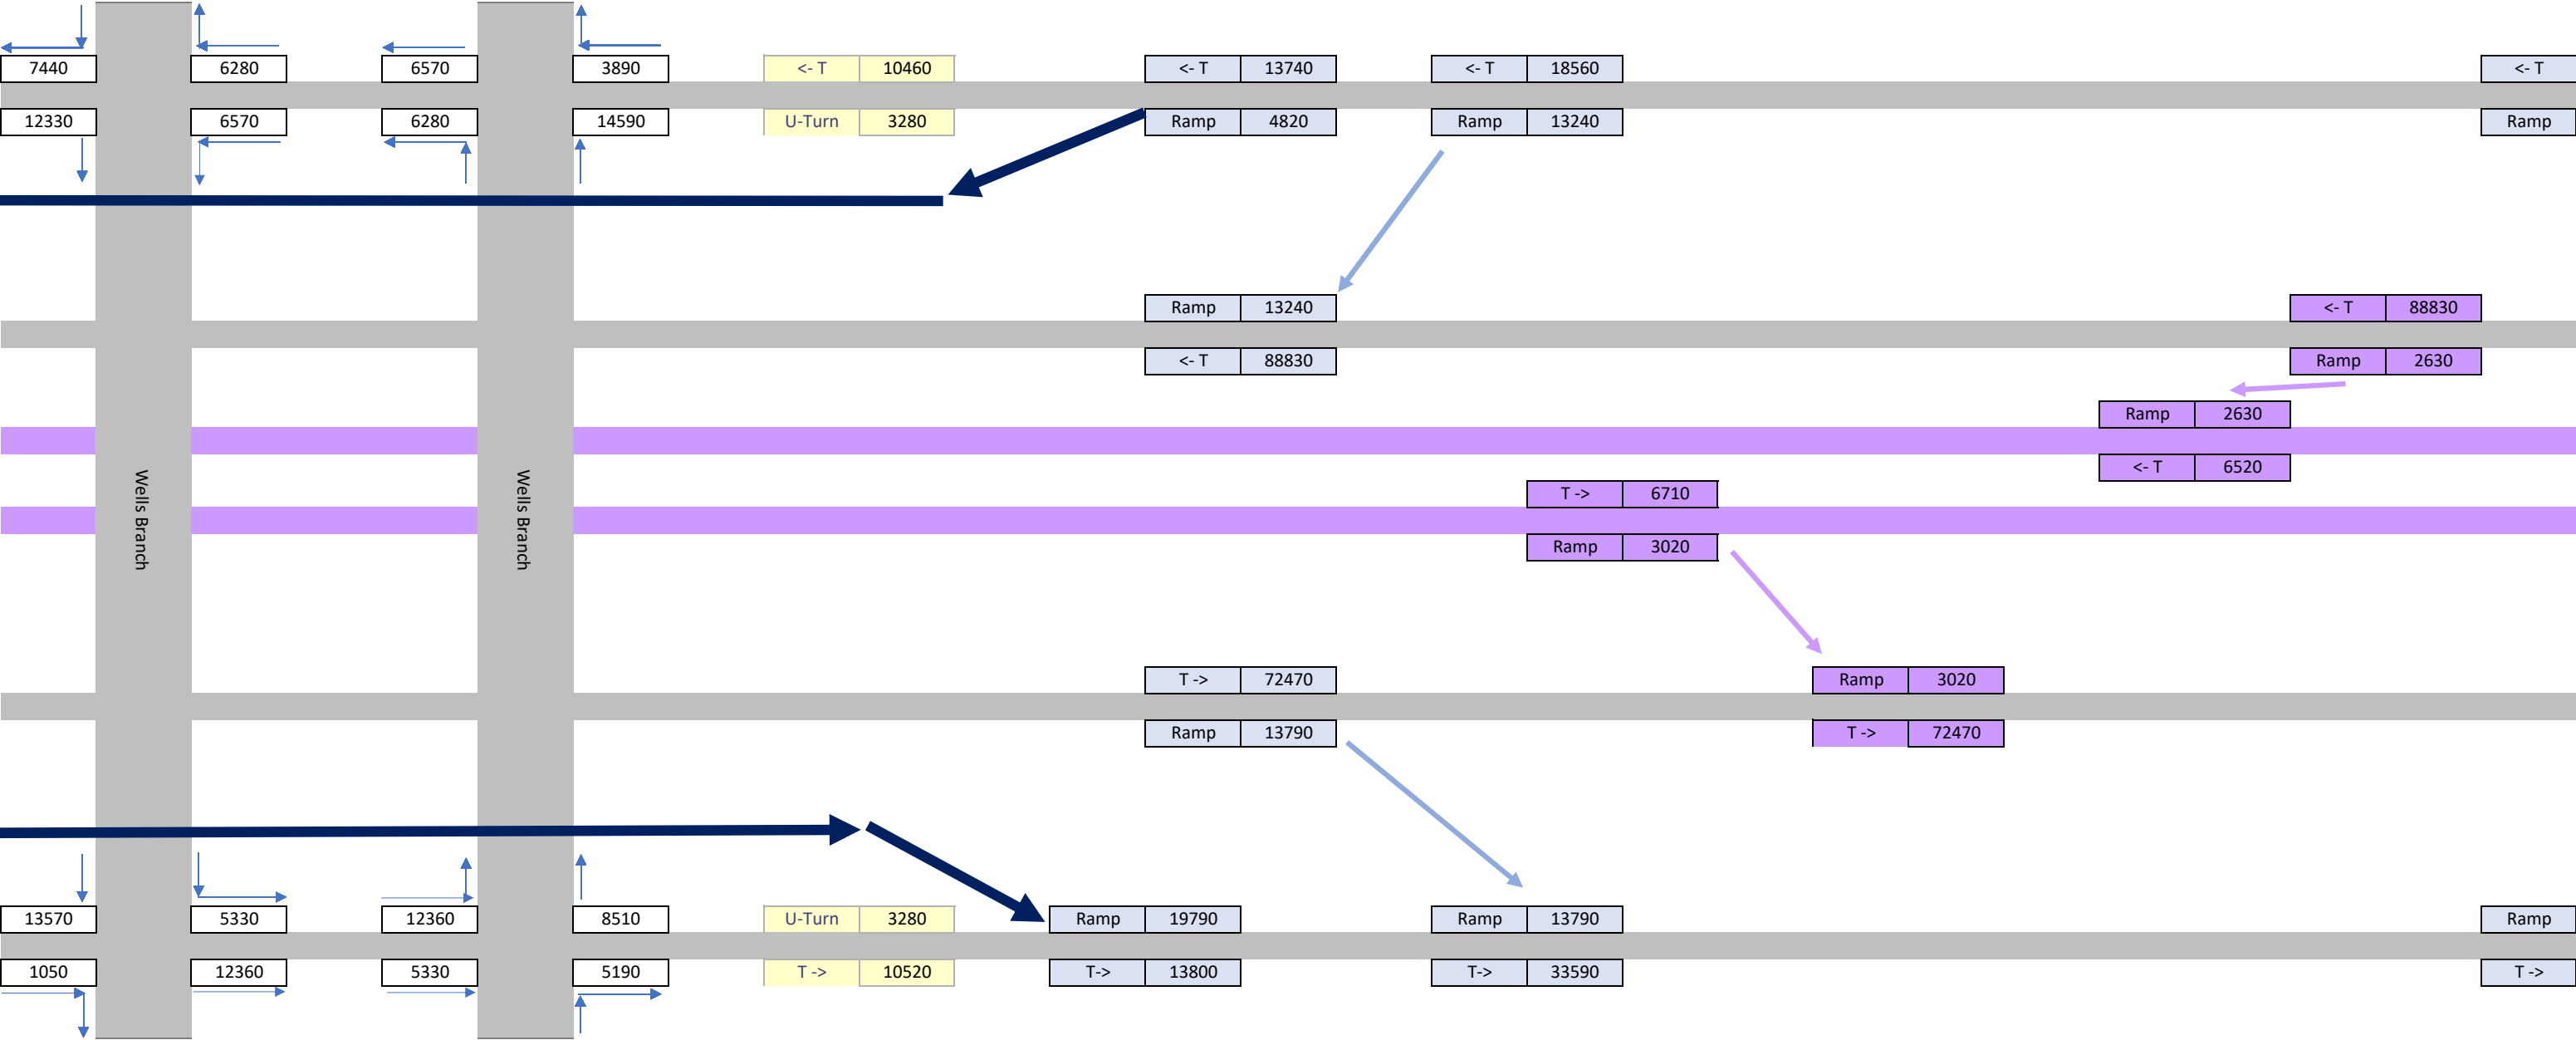 7440 6280 6570 3890 <- T 10460 <- T 13740 <- T 18560 <- T
12330 6570 6280 14590 U-Turn 3280 Ramp 4820 Ramp 13240 Ramp
Ramp 13240 <- T 88830
<- T 88830 Ramp 2630
Ramp 2630
<- T 6520
Wells Branch
Wells Branch
T -> 6710
Ramp 3020
T -> 72470 Ramp 3020
Ramp 13790 T -> 72470
13570 5330 12360 8510 U-Turn 3280 Ramp 19790 Ramp 13790 Ramp
1050 12360 5330 5190 T -> 10520 T-> 13800 T-> 33590 T ->